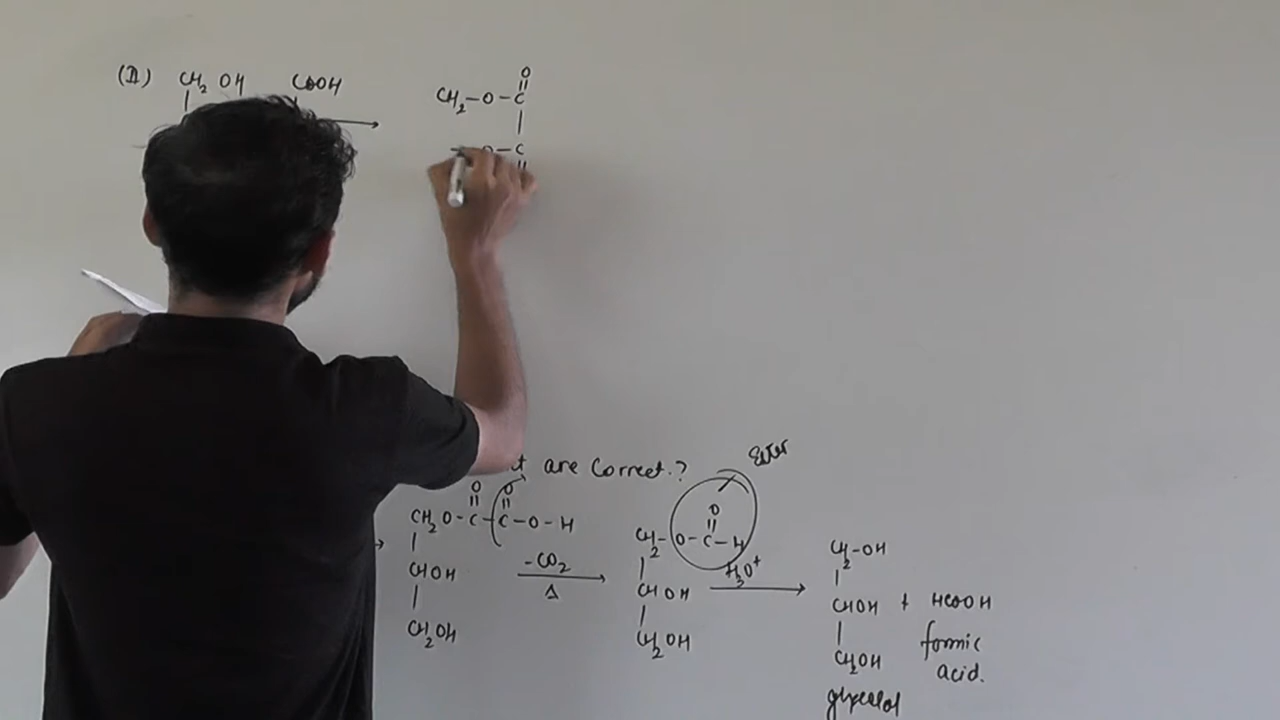 (II) CH2 OH COOH
O
CH2-O-C
O-C
t are Correct.? Ester
O O
CH2O-C-C-O-H
CHOH
CH2OH
-CO2
Δ
O
CH2-O-C-H
CHOH
CH2OH
H3O+
CH2-OH
CHOH + HCOOH
CH2OH
formic
acid.
glycerol